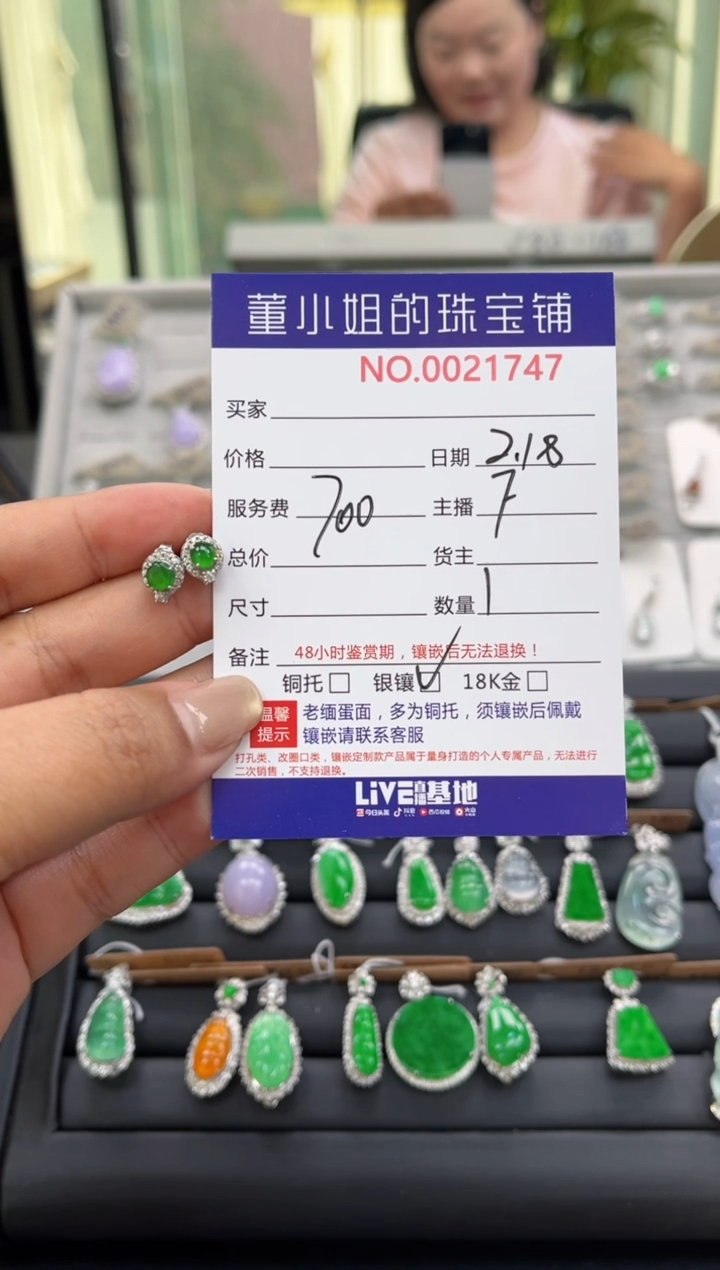 董小姐的珠宝铺
NO.0021747
买家
价格 日期 2.18
服务费 700 主播 7
总价 货主
尺寸 数量 1
备注 48小时鉴赏期，镶嵌后无法退换！
铜托□ 银镶☑ 18K金□
温馨提示
老缅蛋面，多为铜托，须镶嵌后佩戴
镶嵌请联系客服
打孔类、改圈口类，镶嵌定制款产品属于量身打造的个人专属产品，无法进行
二次销售，不支持退换。
LiVE直播基地
今日头条 抖音 西瓜视频 火山